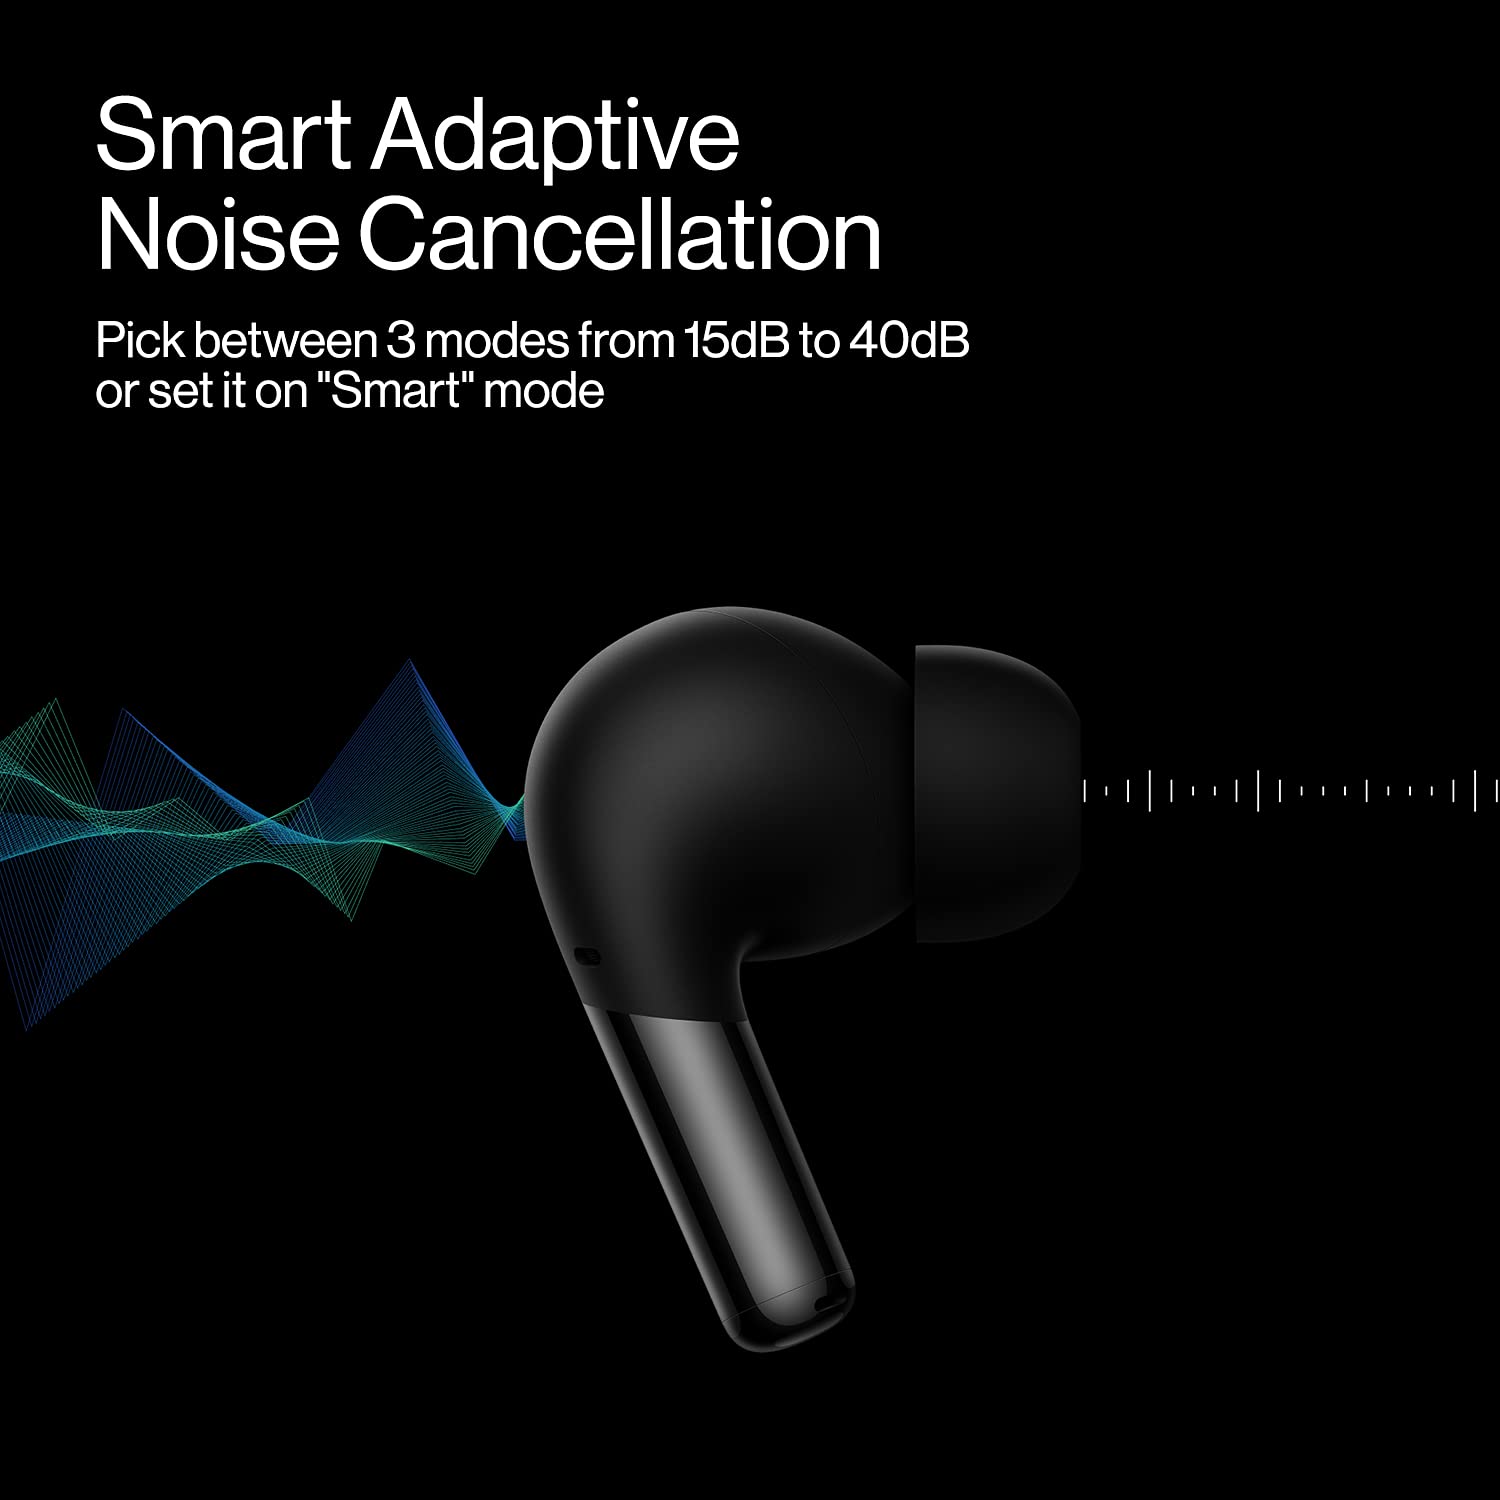 Smart Adaptive
Noise Cancellation
Pick between 3 modes from 15dB to 40dB
or set it on "Smart" mode